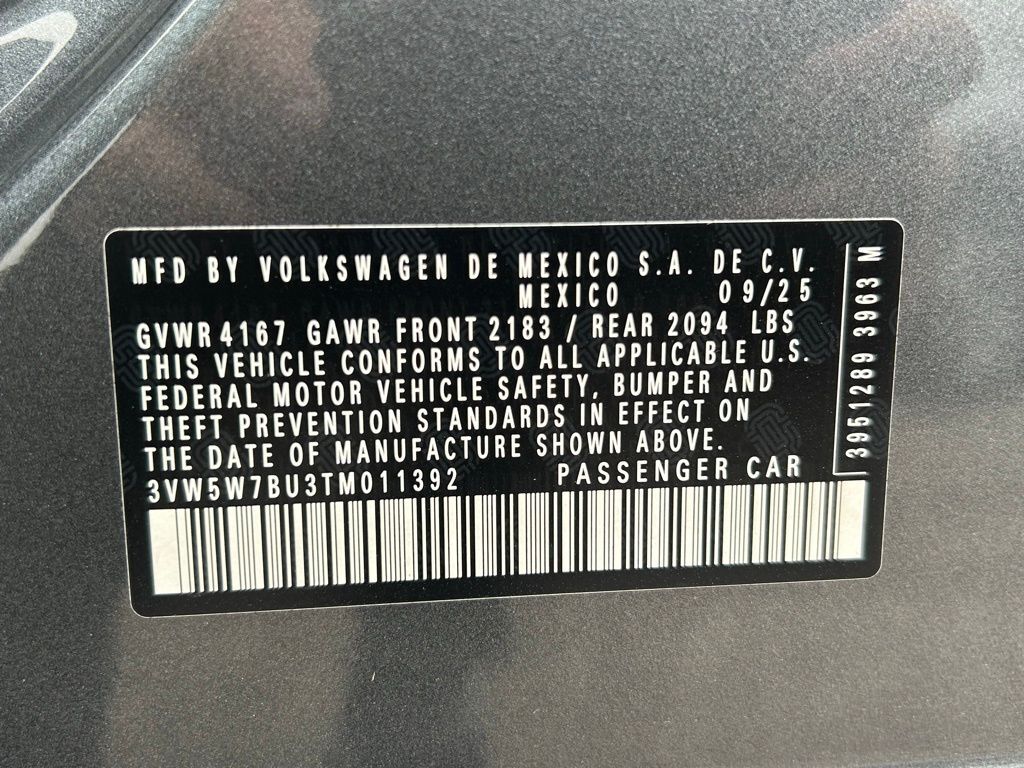 MFD BY VOLKSWAGEN DE MEXICO S.A. DE C.V.
MEXICO 09/25
GVWR 4167 GAWR FRONT 2183 / REAR 2094 LBS
THIS VEHICLE CONFORMS TO ALL APPLICABLE U.S.
FEDERAL MOTOR VEHICLE SAFETY, BUMPER AND
THEFT PREVENTION STANDARDS IN EFFECT ON
THE DATE OF MANUFACTURE SHOWN ABOVE.
3VW5W7BU3TM011392 PASSENGER CAR
3951289 3963 M